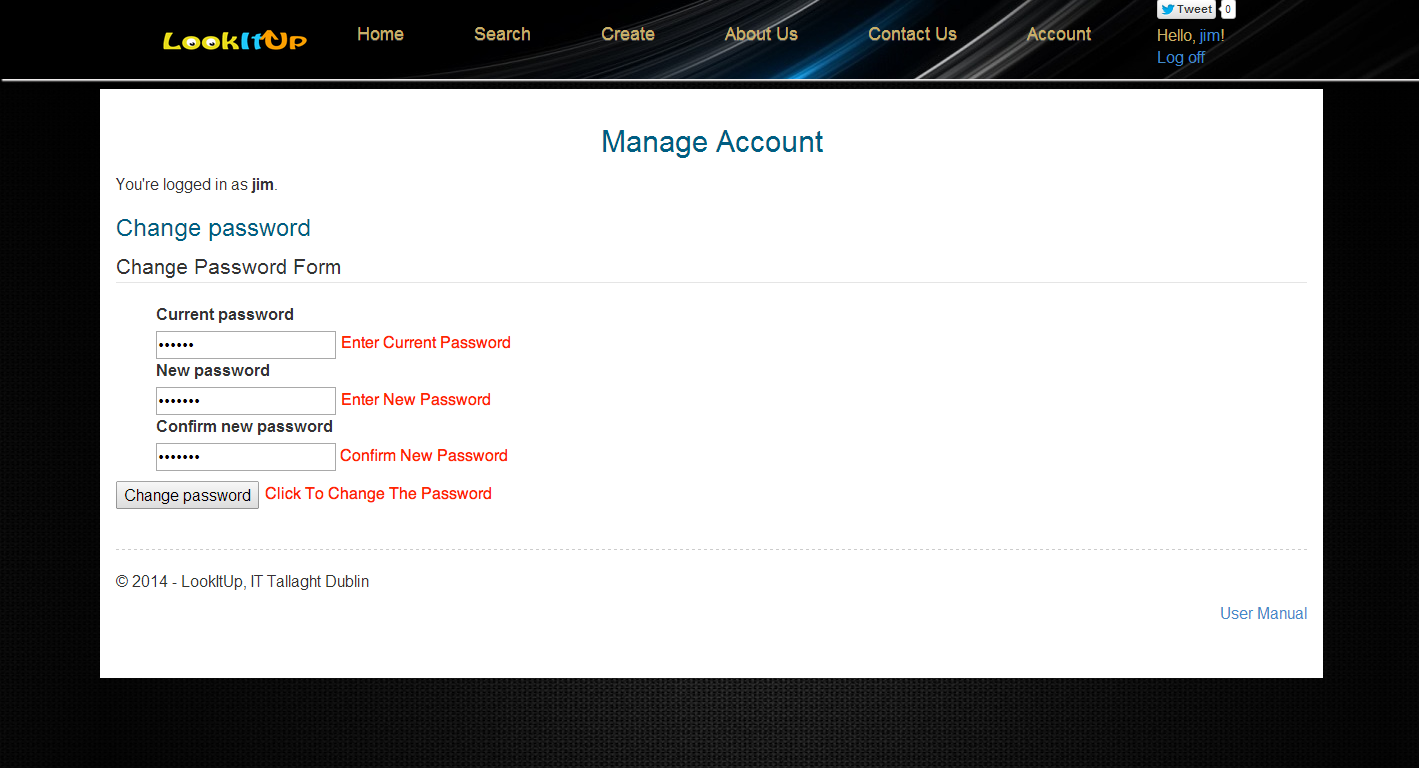 LookItUp
Home Search Create About Us Contact Us Account
Tweet 0
Hello, jim!
Log off
Manage Account
You're logged in as jim.
Change password
Change Password Form
Current password
•••••• Enter Current Password
New password
••••••• Enter New Password
Confirm new password
••••••• Confirm New Password
Change password Click To Change The Password
© 2014 - LookItUp, IT Tallaght Dublin
User Manual